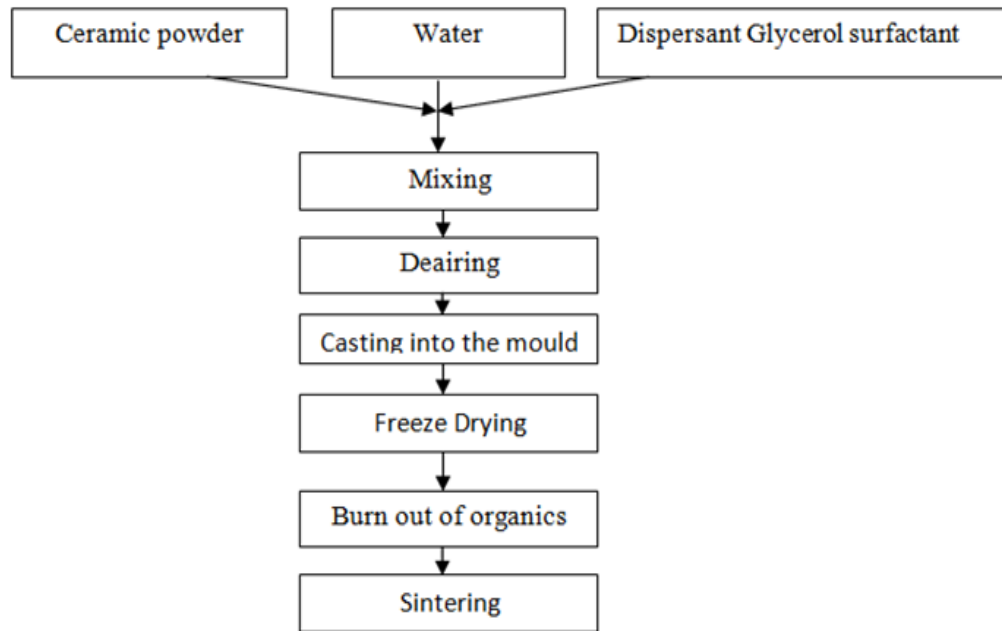 Ceramic powder
Water
Dispersant Glycerol surfactant
Mixing
Deairing
Casting into the mould
Freeze Drying
Burn out of organics
Sintering